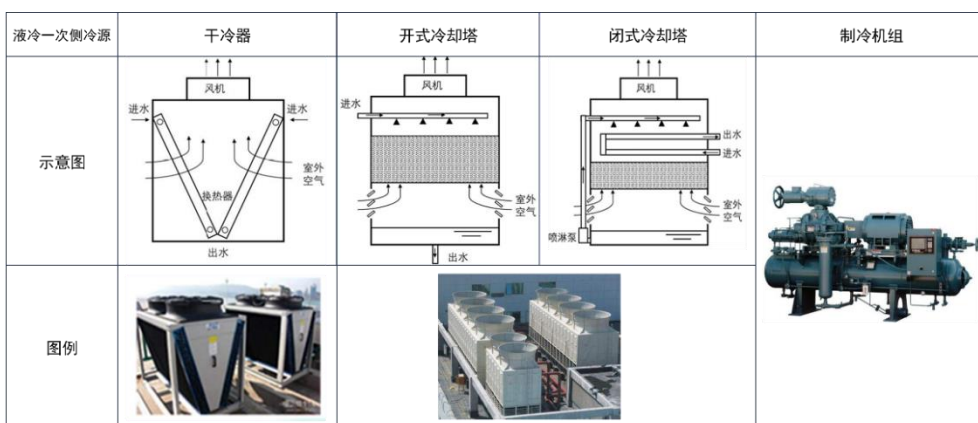 液冷一次侧冷源
干冷器
开式冷却塔
闭式冷却塔
制冷机组
示意图
风机
进水
进水
室外
空气
换热器
出水
风机
进水
室外
空气
出水
风机
出水
进水
室外
空气
喷淋泵
图例